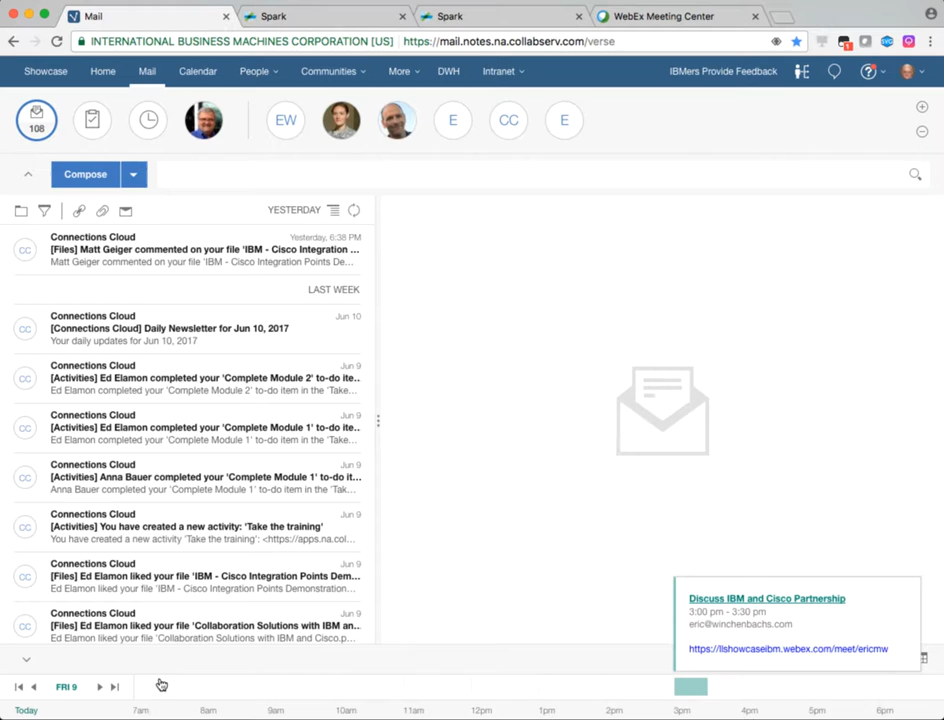 Mail
Spark
Spark
WebEx Meeting Center
INTERNATIONAL BUSINESS MACHINES CORPORATION [US]
https://mail.notes.na.collabserv.com/verse
1
SVG
Showcase
Home
Mail
Calendar
People
Communities
More
DWH
Intranet
IBMers Provide Feedback
108
EW
E
CC
E
Compose
YESTERDAY
Connections Cloud
Yesterday, 6:38 PM
CC
[Files] Matt Geiger commented on your file 'IBM - Cisco Integration ...
Matt Geiger commented on your file 'IBM - Cisco Integration Points De...
LAST WEEK
Connections Cloud
Jun 10
CC
[Connections Cloud] Daily Newsletter for Jun 10, 2017
Your daily updates for Jun 10, 2017
Connections Cloud
Jun 9
CC
[Activities] Ed Elamon completed your 'Complete Module 2' to-do ite...
Ed Elamon completed your 'Complete Module 2' to-do item in the 'Take...
Connections Cloud
Jun 9
CC
[Activities] Ed Elamon completed your 'Complete Module 1' to-do ite...
Ed Elamon completed your 'Complete Module 1' to-do item in the 'Take...
Connections Cloud
Jun 9
CC
[Activities] Anna Bauer completed your 'Complete Module 1' to-do it...
Anna Bauer completed your 'Complete Module 1' to-do item in the 'Tak...
Connections Cloud
Jun 9
CC
[Activities] You have created a new activity: 'Take the training'
You have created a new activity 'Take the training': <https://apps.na.col...
Connections Cloud
Jun 9
CC
[Files] Ed Elamon liked your file 'IBM - Cisco Integration Points Dem...
Ed Elamon liked your file 'IBM - Cisco Integration Points Demonstration...
Connections Cloud
Jun 9
CC
[Files] Ed Elamon liked your file 'Collaboration Solutions with IBM an...
Ed Elamon liked your file 'Collaboration Solutions with IBM and Cisco.p...
Discuss IBM and Cisco Partnership
3:00 pm - 3:30 pm
eric@winchenbachs.com
https://llshowcaseibm.webex.com/meet/ericmw
FRI 9
Today
7am
8am
9am
10am
11am
12pm
1pm
2pm
3pm
4pm
5pm
6pm